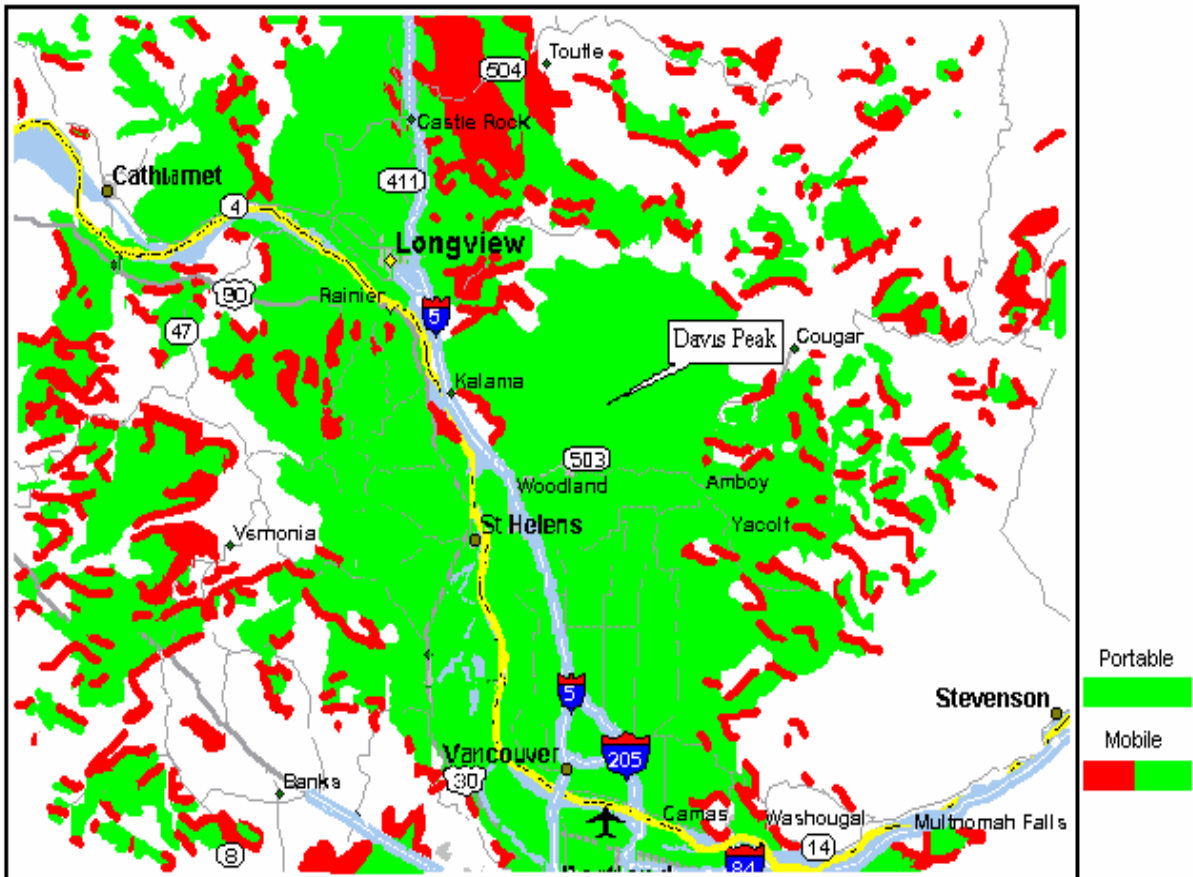 Toutle
504
Castle Rock
411
Cathlamet
4
Longview
90
Rainier
5
47
Davis Peak
Cougar
Kalama
503
Woodland
Amboy
Yacolt
St Helens
Vernonia
Portable
5
Stevenson
Mobile
Vancouver
205
30
Banks
Camas
Washougal
Multnomah Falls
14
8
84